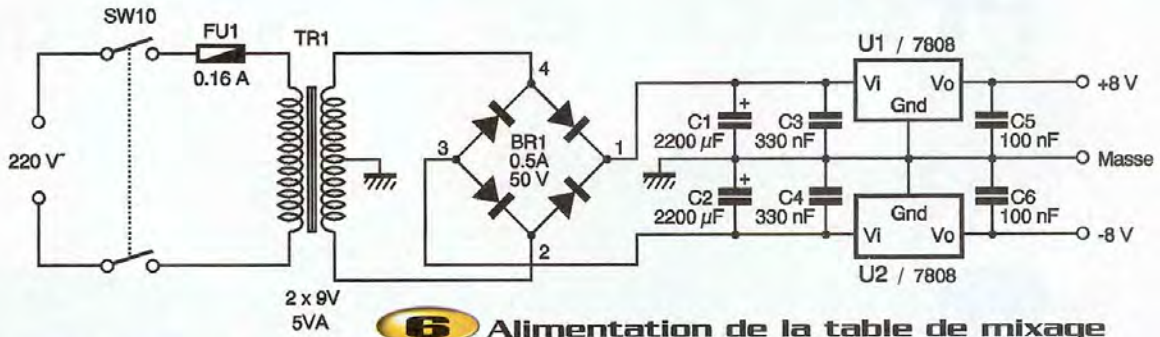 SW10
FU1
0.16 A
TR1
220 V~
2 x 9V
5VA
4
3
BR1
0.5A
50 V
1
2
C1
+
2200 µF
C3
330 nF
C2
+
2200 µF
C4
330 nF
U1 / 7808
Vi
Vo
Gnd
Gnd
Vi
Vo
U2 / 7808
C5
100 nF
C6
100 nF
+8 V
Masse
-8 V
6 Alimentation de la table de mixage